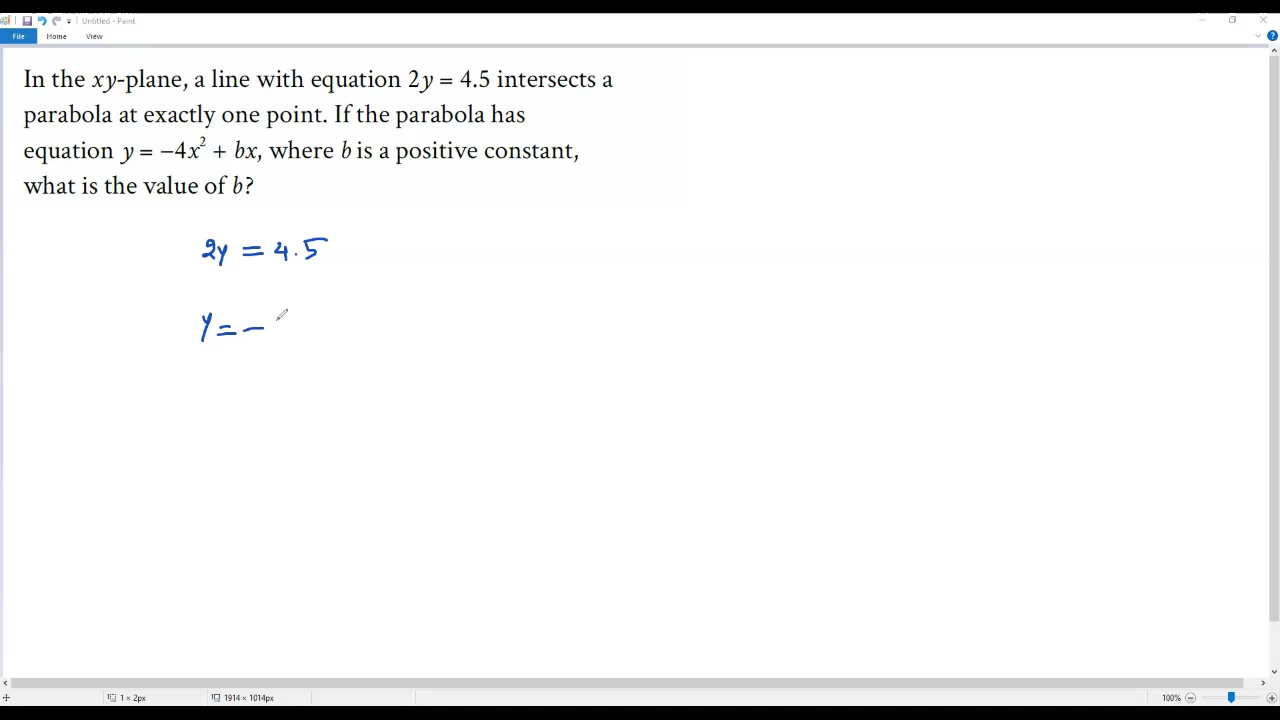 Untitled - Paint
File Home View
In the xy-plane, a line with equation 2y = 4.5 intersects a
parabola at exactly one point. If the parabola has
equation y = −4x² + bx, where b is a positive constant,
what is the value of b?
2y = 4.5
y = −
1 × 2px 1914 × 1014px 100%